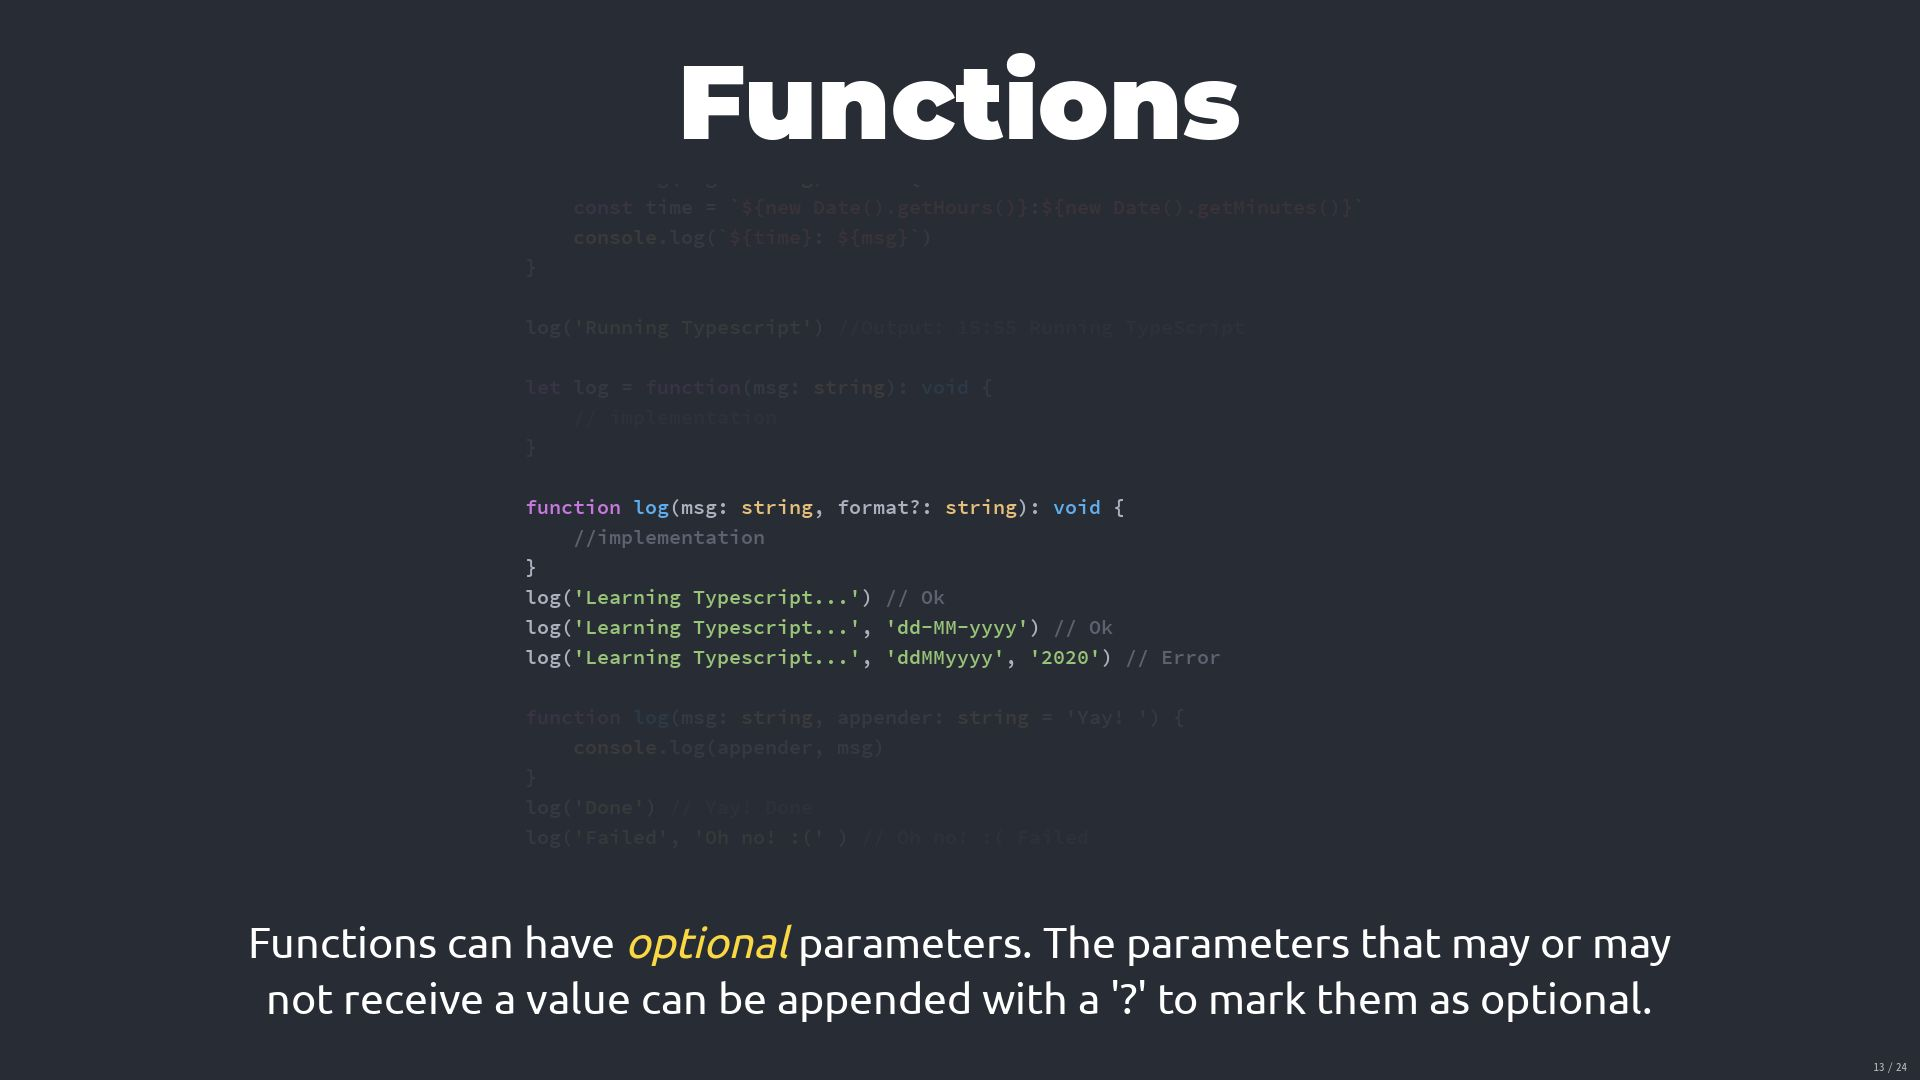 Functions
const time = `${new Date().getHours()}:${new Date().getMinutes()}`
console.log(`${time}: ${msg}`)
}
log('Running Typescript') //Output: 15:55 Running TypeScript
let log = function(msg: string): void {
// implementation
}
function log(msg: string, format?: string): void {
//implementation
}
log('Learning Typescript...') // Ok
log('Learning Typescript...', 'dd-MM-yyyy') // Ok
log('Learning Typescript...', 'ddMMyyyy', '2020') // Error
function log(msg: string, appender: string = 'Yay! ') {
console.log(appender, msg)
}
log('Done') // Yay! Done
log('Failed', 'Oh no! :(' ) // Oh no! :( Failed
Functions can have optional parameters. The parameters that may or may
not receive a value can be appended with a '?' to mark them as optional.
13 / 24